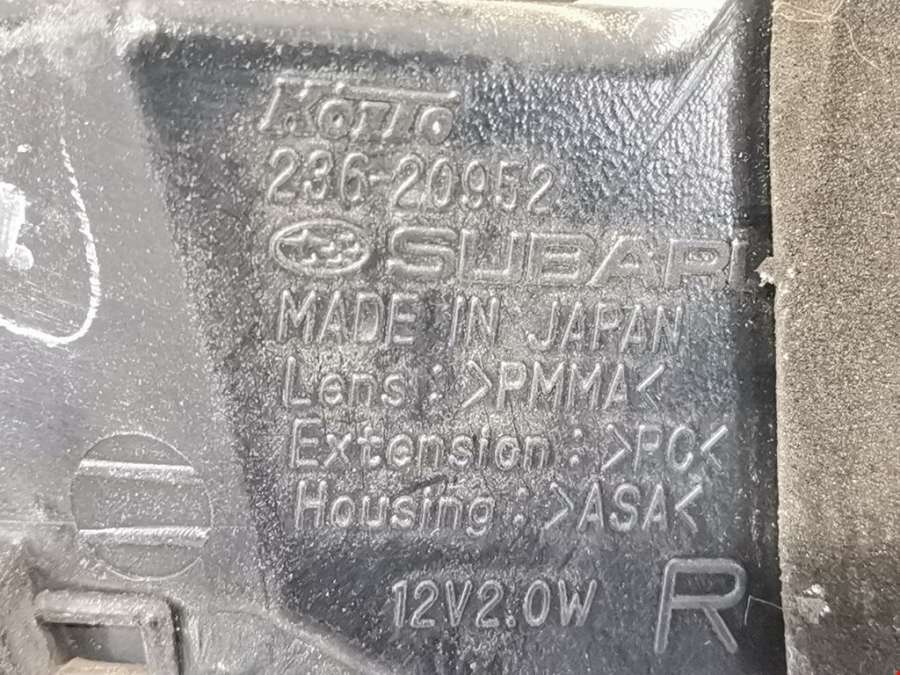 KOITO
236-20952
SUBARU
MADE IN JAPAN
Lens : >PMMA<
Extension : >PC<
Housing : >ASA<
12V2.0W
R